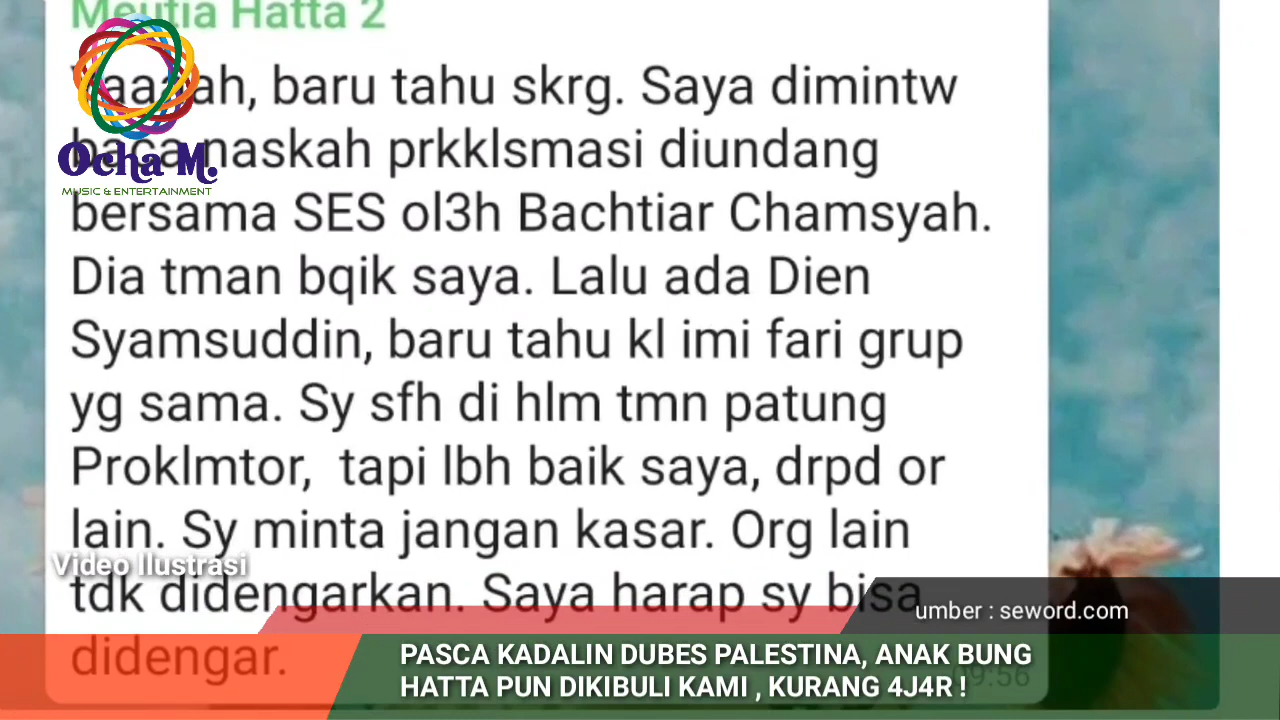 Meutia Hatta 2
baru tahu skrg. Saya dimintw
baca naskah prkklsmasi diundang
bersama SES ol3h Bachtiar Chamsyah.
Dia tman bqik saya. Lalu ada Dien
Syamsuddin, baru tahu kl imi fari grup
yg sama. Sy sfh di hlm tmn patung
Proklmtor, tapi lbh baik saya, drpd or
lain. Sy minta jangan kasar. Org lain
tdk didengarkan. Saya harap sy bisa
didengar.
09:56
Ocha M.
MUSIC & ENTERTAINMENT
Video Ilustrasi
umber : seword.com
PASCA KADALIN DUBES PALESTINA, ANAK BUNG
HATTA PUN DIKIBULI KAMI , KURANG 4J4R !